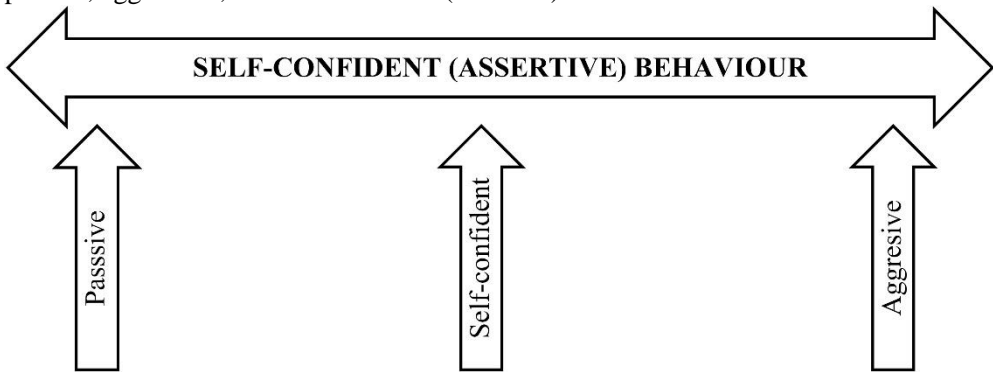 SELF-CONFIDENT (ASSERTIVE) BEHAVIOUR
Passsive
Self-confident
Aggresive